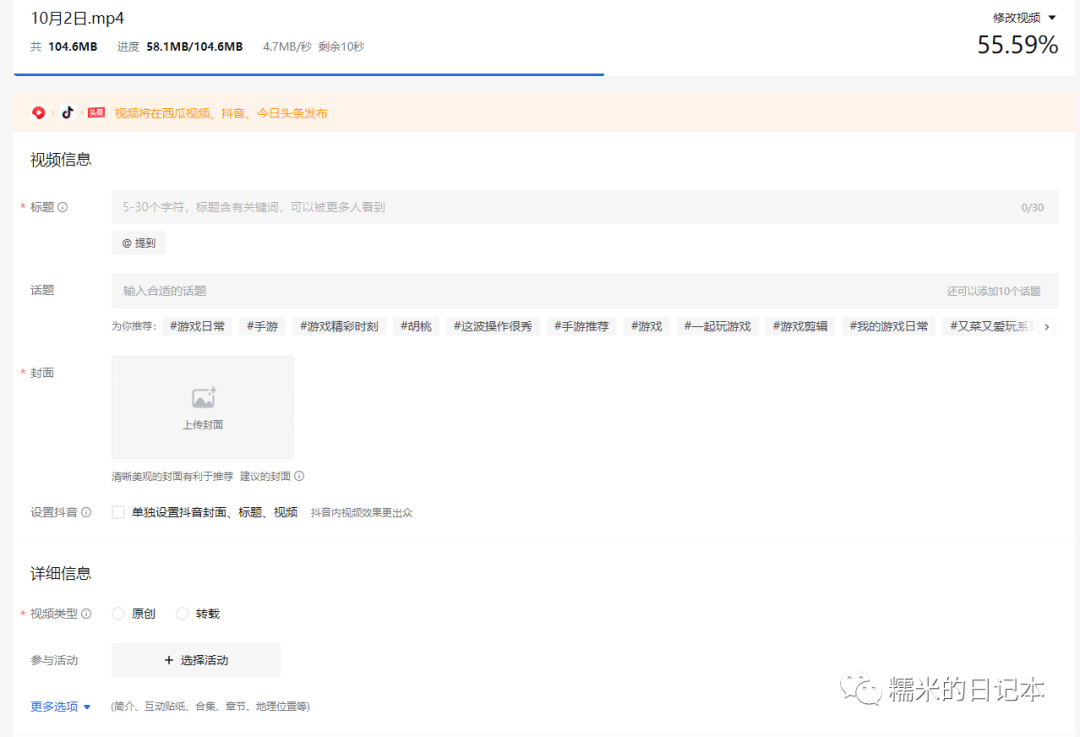 10月2日.mp4
修改视频
共 104.6MB 进度 58.1MB/104.6MB 4.7MB/秒 剩余10秒
55.59%
头条 视频将在西瓜视频、抖音、今日头条发布
视频信息
* 标题 5-30个字符，标题含有关键词，可以被更多人看到 0/30
@ 提到
话题 输入合适的话题 还可以添加10个话题
为你推荐： #游戏日常 #手游 #游戏精彩时刻 #胡桃 #这波操作很秀 #手游推荐 #游戏 #一起玩游戏 #游戏剪辑 #我的游戏日常 #又菜又爱玩系
* 封面
上传封面
清晰美观的封面有利于推荐 建议的封面
设置抖音 单独设置抖音封面、标题、视频 抖音内视频效果更出众
详细信息
* 视频类型 原创 转载
参与活动 + 选择活动
更多选项 (简介、互动贴纸、合集、章节、地理位置等)
糯米的日记本